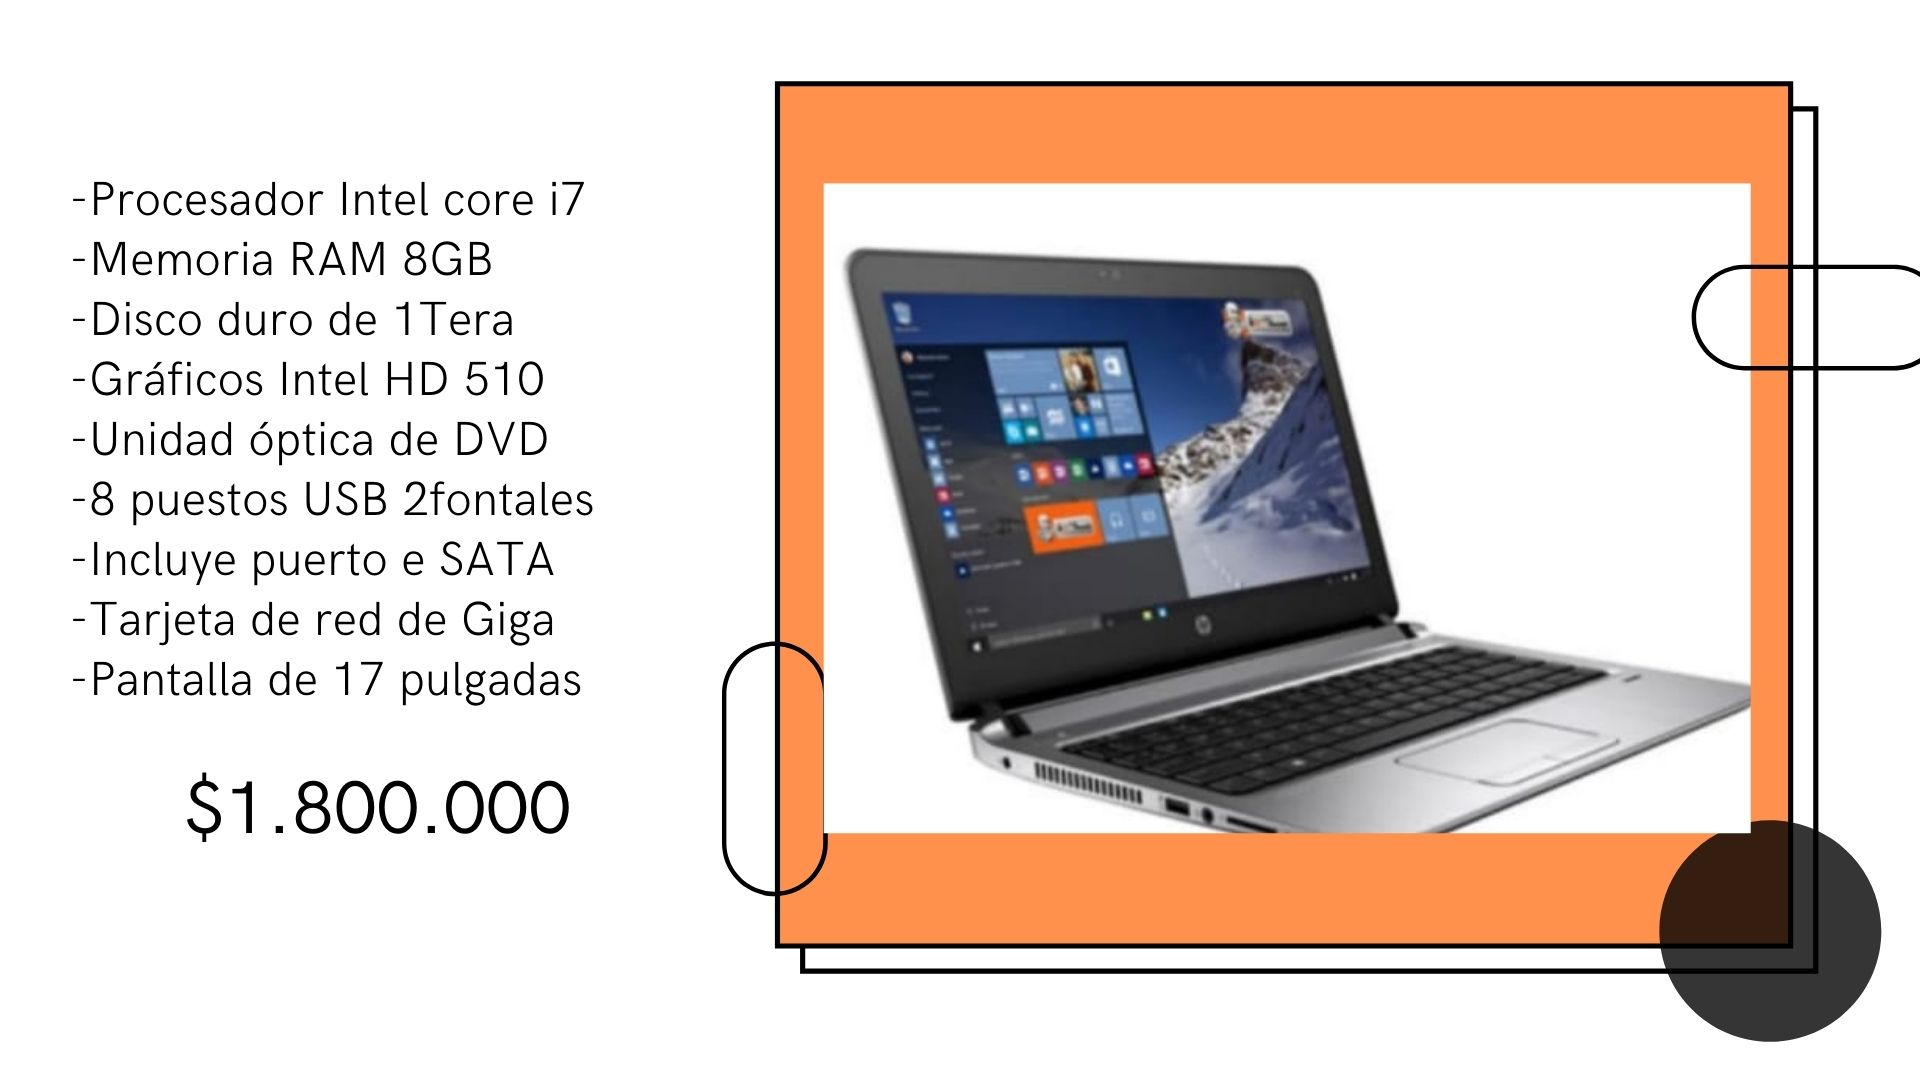 -Procesador Intel core i7
-Memoria RAM 8GB
-Disco duro de 1Tera
-Gráficos Intel HD 510
-Unidad óptica de DVD
-8 puestos USB 2fontales
-Incluye puerto e SATA
-Tarjeta de red de Giga
-Pantalla de 17 pulgadas
$1.800.000
hp